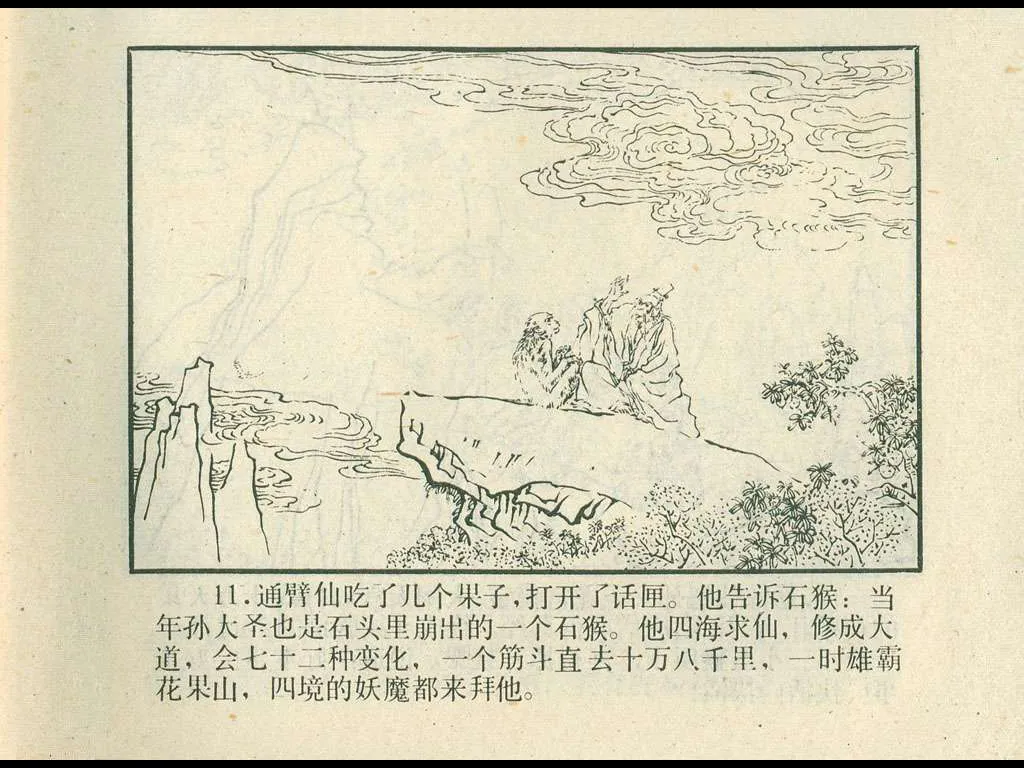 11.通臂仙吃了几个果子,打开了话匣。他告诉石猴：当
年孙大圣也是石头里崩出的一个石猴。他四海求仙，修成大
道，会七十二种变化，一个筋斗直去十万八千里，一时雄霸
花果山，四境的妖魔都来拜他。